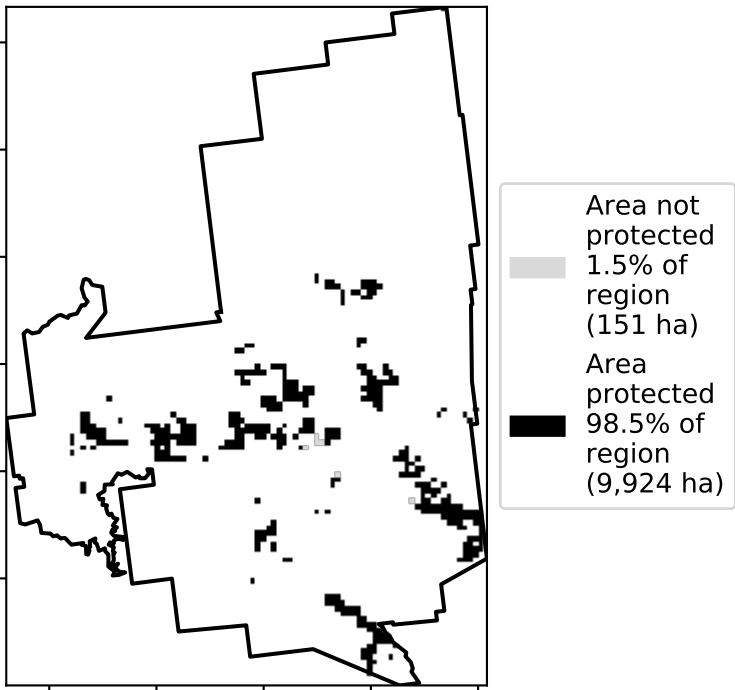 Area not
protected
1.5% of
region
(151 ha)
Area
protected
98.5% of
region
(9,924 ha)